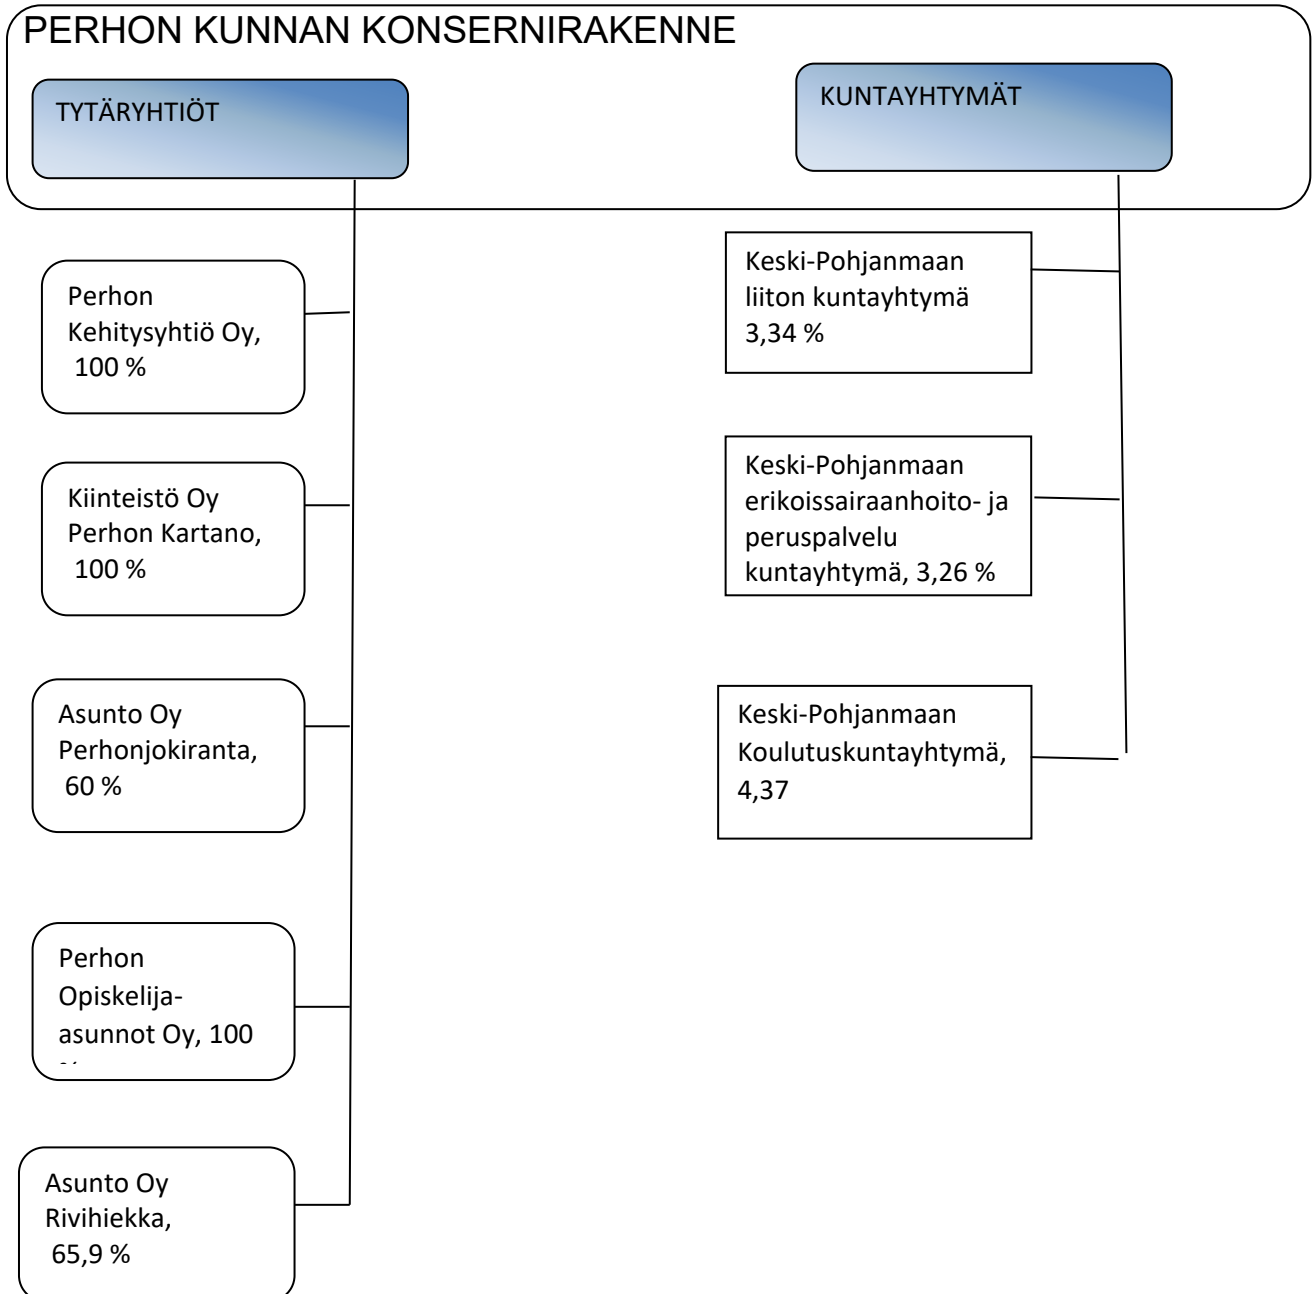 PERHON KUNNAN KONSERNIRAKENNE
TYTÄRYHTIÖT
KUNTAYHTYMÄT
Perhon
Kehitysyhtiö Oy,
100 %
Kiinteistö Oy
Perhon Kartano,
100 %
Asunto Oy
Perhonjokiranta,
60 %
Perhon
Opiskelija-
asunnot Oy, 100
%
Asunto Oy
Rivihiekka,
65,9 %
Keski-Pohjanmaan
liiton kuntayhtymä
3,34 %
Keski-Pohjanmaan
erikoissairaanhoito- ja
peruspalvelu
kuntayhtymä, 3,26 %
Keski-Pohjanmaan
Koulutuskuntayhtymä,
4,37